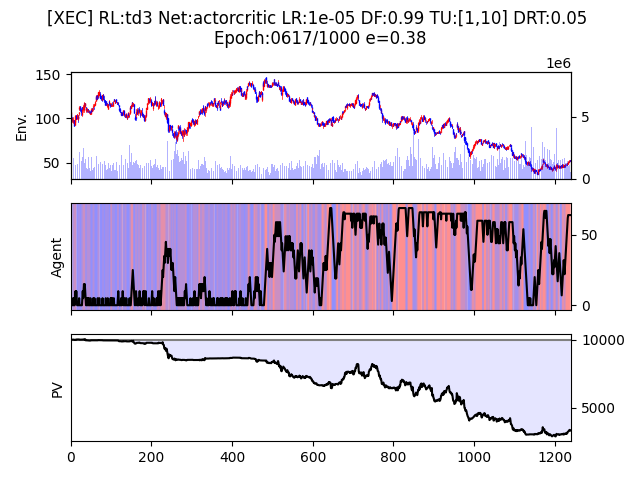 [XEC] RL:td3 Net:actorcritic LR:1e-05 DF:0.99 TU:[1,10] DRT:0.05
Epoch:0617/1000 e=0.38
1e6
150
100
50
Env.
5
0
Agent
50
0
PV
10000
5000
0 200 400 600 800 1000 1200